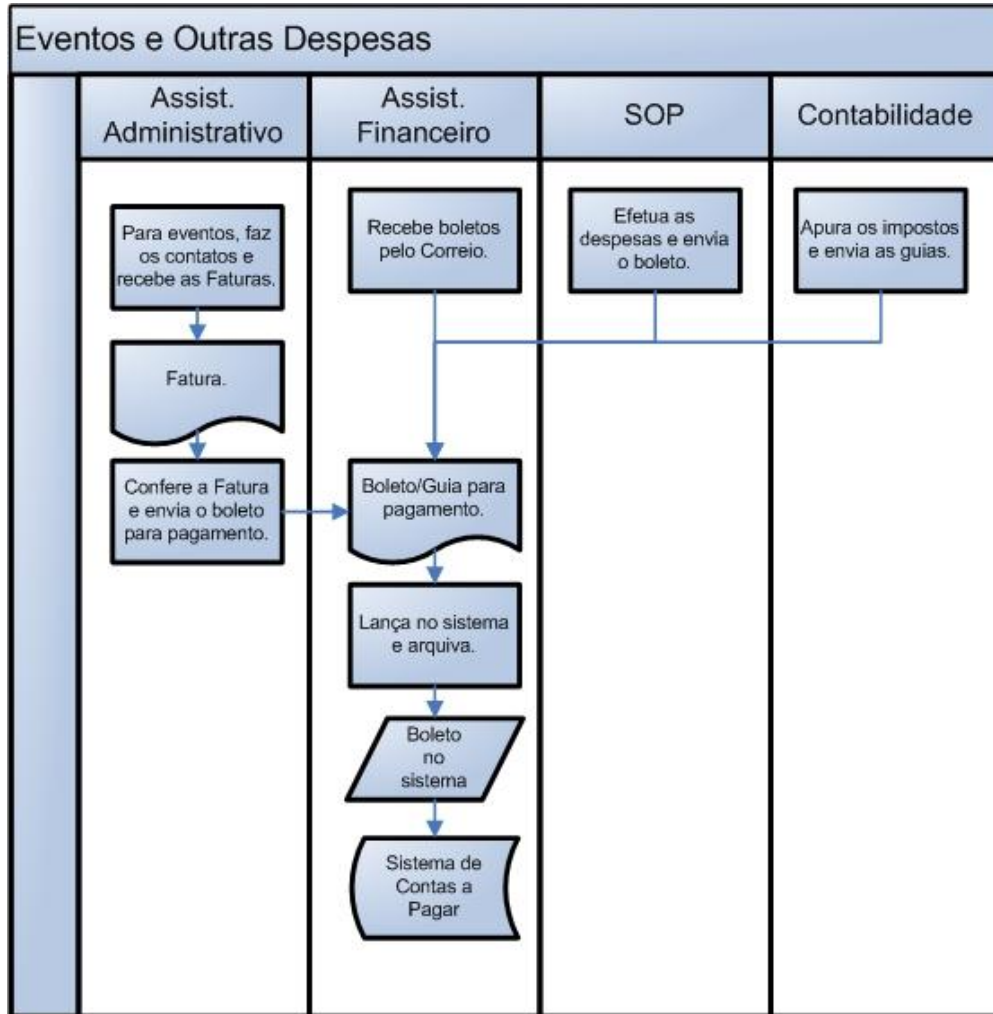 Eventos e Outras Despesas
Assist.
Administrativo
Assist.
Financeiro
SOP
Contabilidade
Para eventos, faz
os contatos e
recebe as Faturas.
Recebe boletos
pelo Correio.
Efetua as
despesas e envia
o boleto.
Apura os impostos
e envia as guias.
Fatura.
Confere a Fatura
e envia o boleto
para pagamento.
Boleto/Guia para
pagamento.
Lança no sistema
e arquiva.
Boleto
no
sistema
Sistema de
Contas a
Pagar